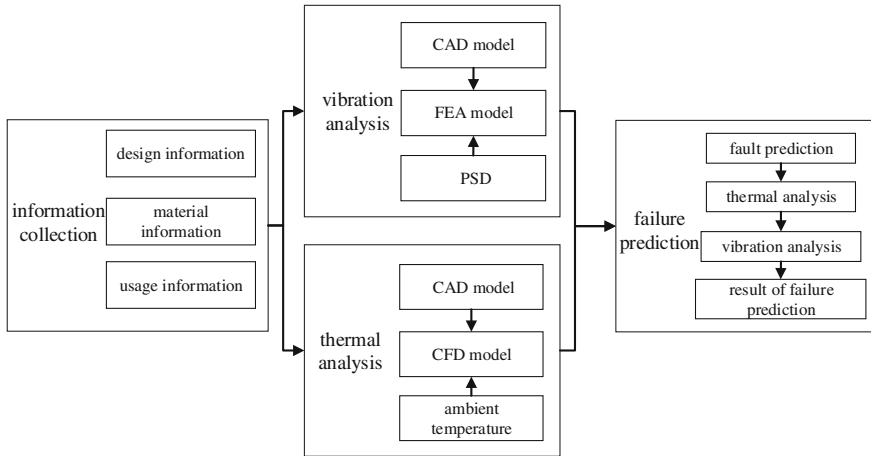 information
collection
design information
material
information
usage information
vibration
analysis
CAD model
FEA model
PSD
thermal
analysis
CAD model
CFD model
ambient
temperature
failure
prediction
fault prediction
thermal analysis
vibration analysis
result of failure
prediction